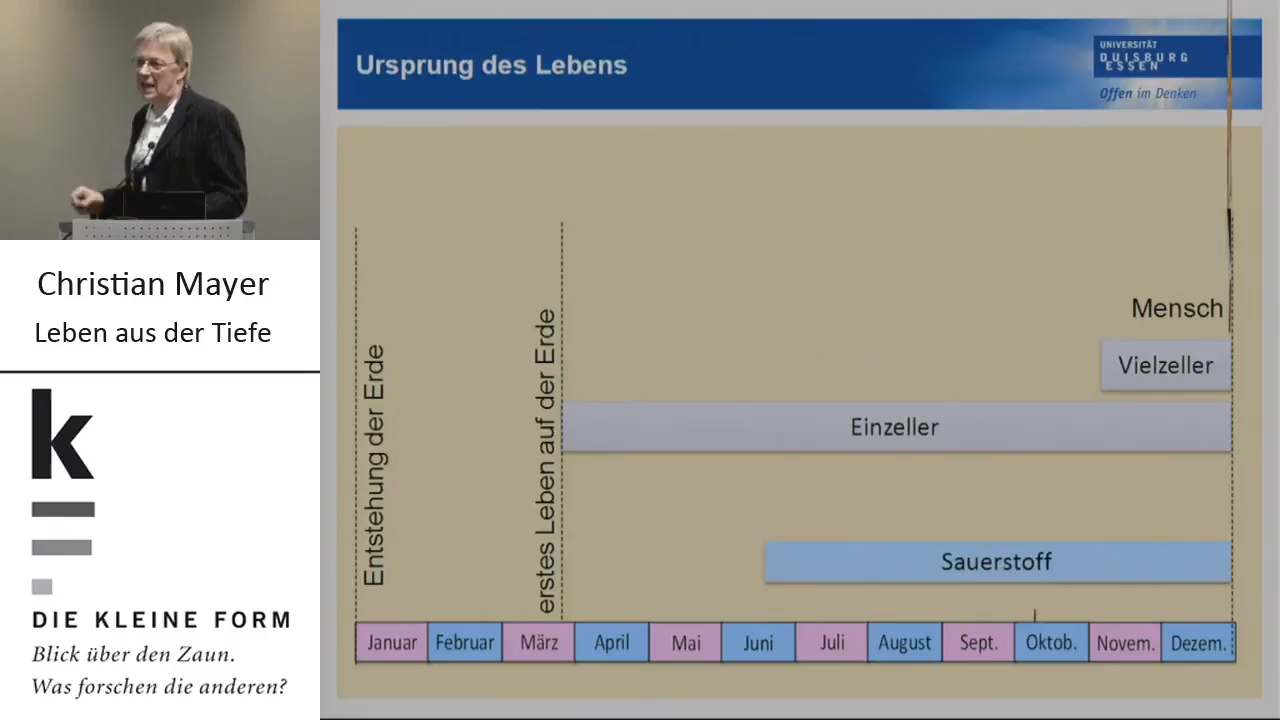 Christian Mayer
Leben aus der Tiefe
k
DIE KLEINE FORM
Blick über den Zaun.
Was forschen die anderen?
Ursprung des Lebens
UNIVERSITÄT
DUISBURG
ESSEN
Offen im Denken
Entstehung der Erde
erstes Leben auf der Erde
Mensch
Vielzeller
Einzeller
Sauerstoff
Januar Februar März April Mai Juni Juli August Sept. Oktob. Novem. Dezem.